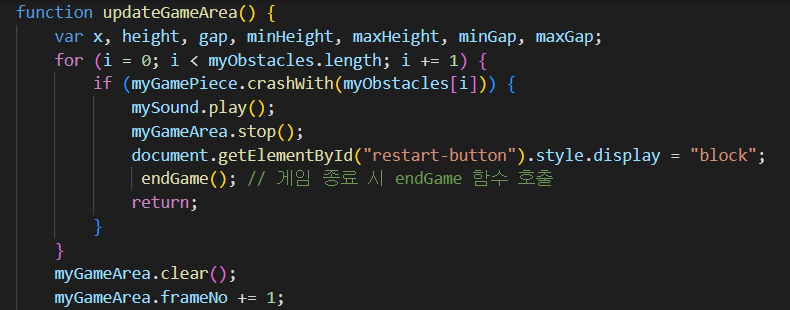 function updateGameArea() {
    var x, height, gap, minHeight, maxHeight, minGap, maxGap;
    for (i = 0; i < myObstacles.length; i += 1) {
        if (myGamePiece.crashWith(myObstacles[i])) {
            mySound.play();
            myGameArea.stop();
            document.getElementById("restart-button").style.display = "block";
             endGame(); // 게임 종료 시 endGame 함수 호출
            return;
        }
    }
    myGameArea.clear();
    myGameArea.frameNo += 1;